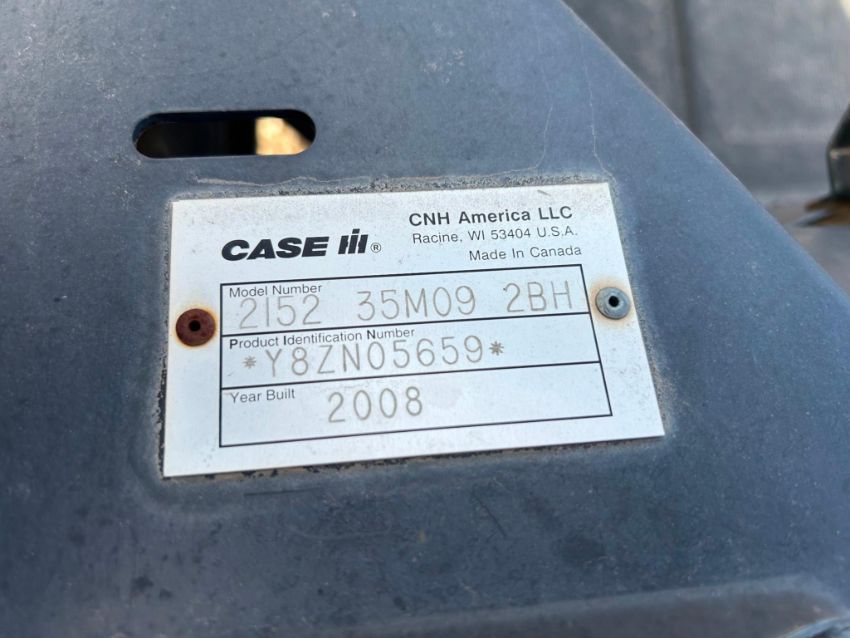 CASE IH®
CNH America LLC
Racine, WI 53404 U.S.A.
Made In Canada
Model Number
2152 35M09 2BH
Product Identification Number
*Y8ZN05659*
Year Built
2008